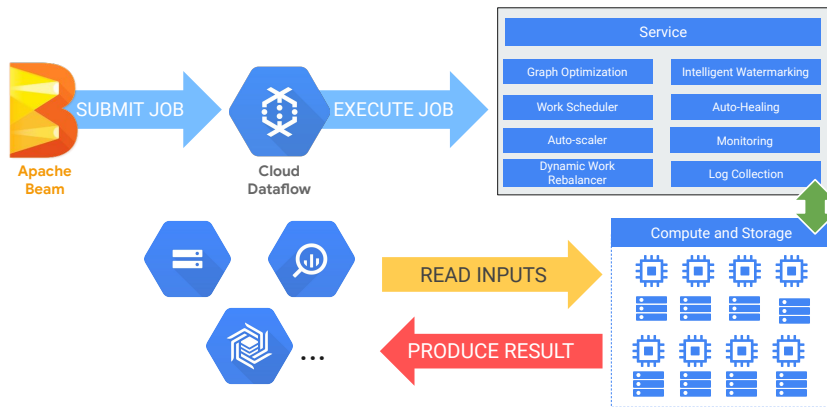 Service
Graph Optimization
Intelligent Watermarking
Work Scheduler
Auto-Healing
Auto-scaler
Monitoring
Dynamic Work
Rebalancer
Log Collection
SUBMIT JOB
EXECUTE JOB
Apache
Beam
Cloud
Dataflow
Compute and Storage
READ INPUTS
PRODUCE RESULT
...